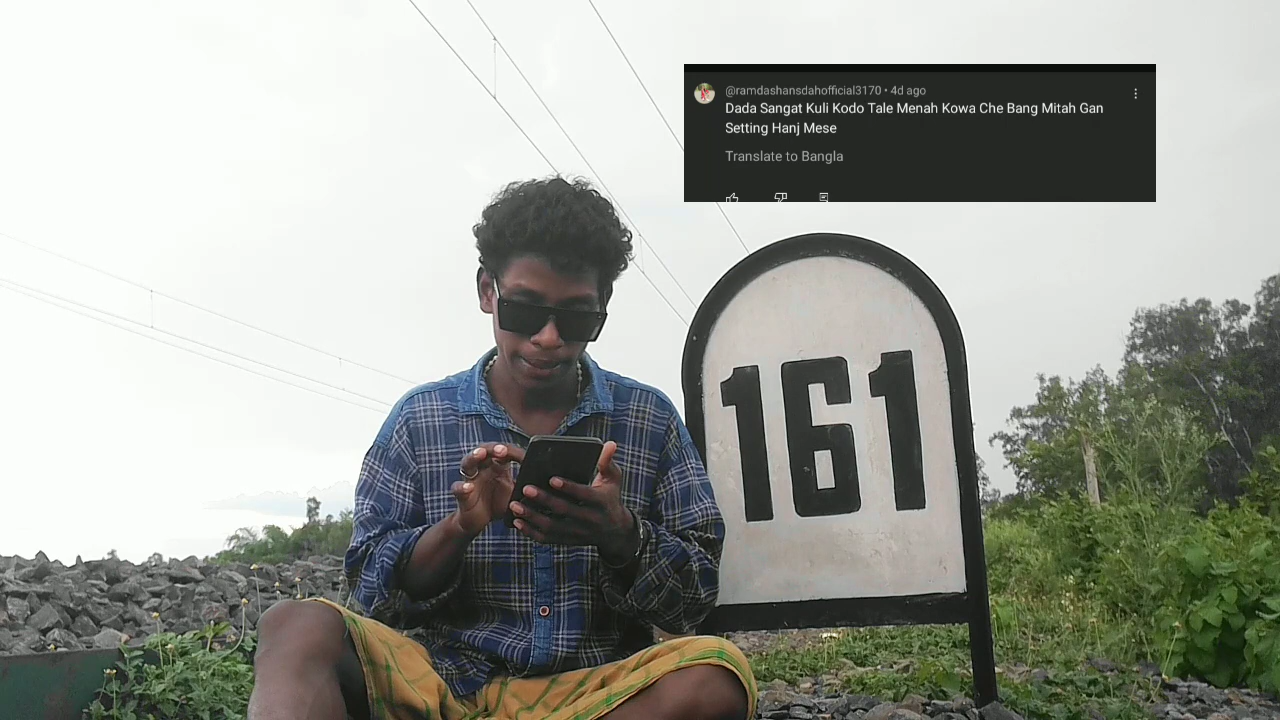 @ramdashansdahofficial3170 • 4d ago
Dada Sangat Kuli Kodo Tale Menah Kowa Che Bang Mitah Gan
Setting Hanj Mese
Translate to Bangla
161